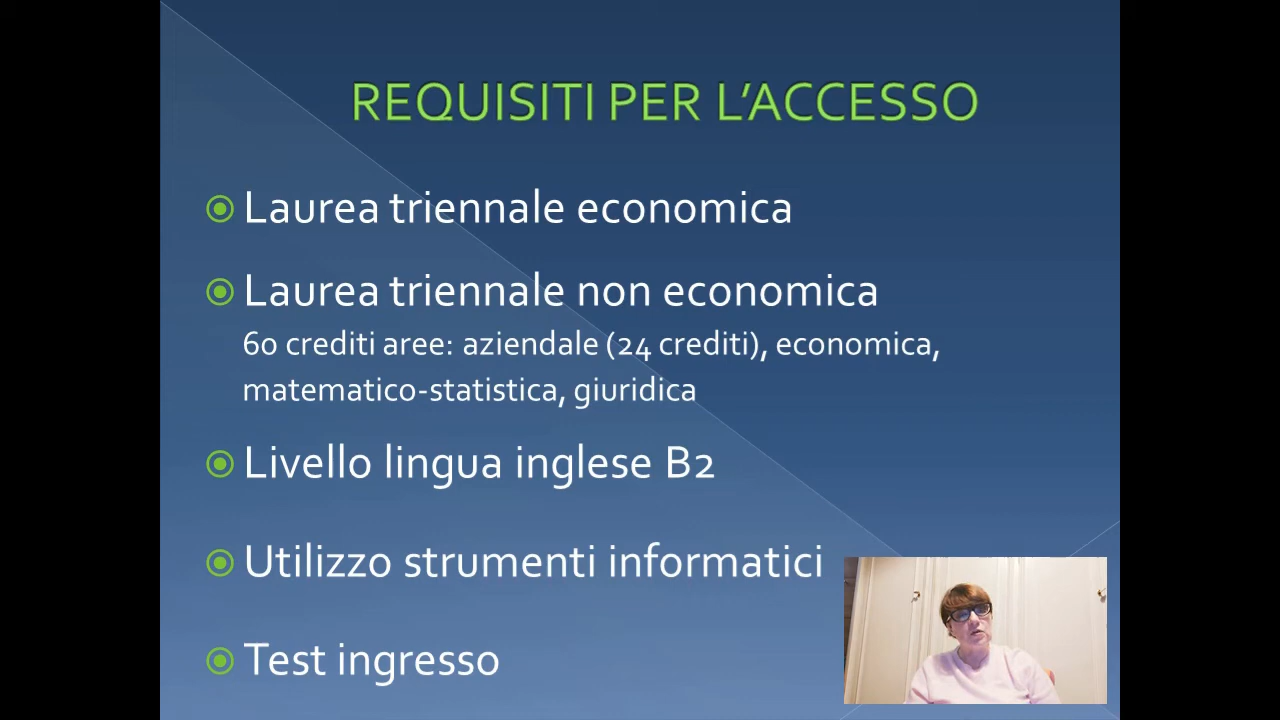 REQUISITI PER L'ACCESSO
Laurea triennale economica
Laurea triennale non economica
60 crediti aree: aziendale (24 crediti), economica,
matematico-statistica, giuridica
Livello lingua inglese B2
Utilizzo strumenti informatici
Test ingresso